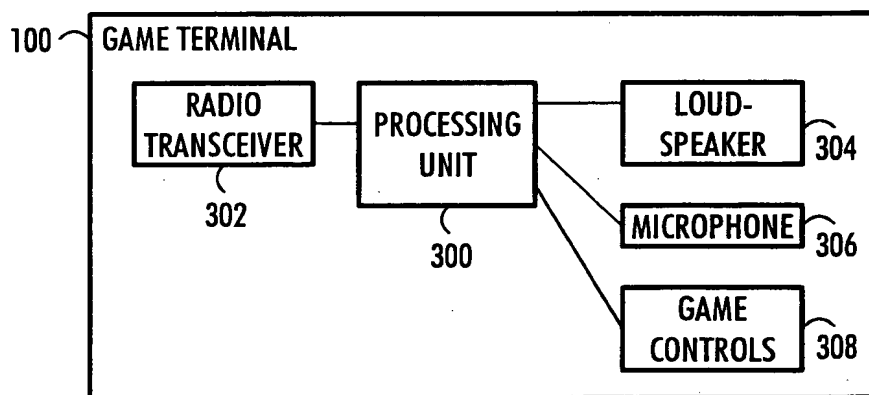 100
GAME TERMINAL
RADIO
TRANSCEIVER
302
PROCESSING
UNIT
300
LOUD-
SPEAKER
304
MICROPHONE
306
GAME
CONTROLS
308